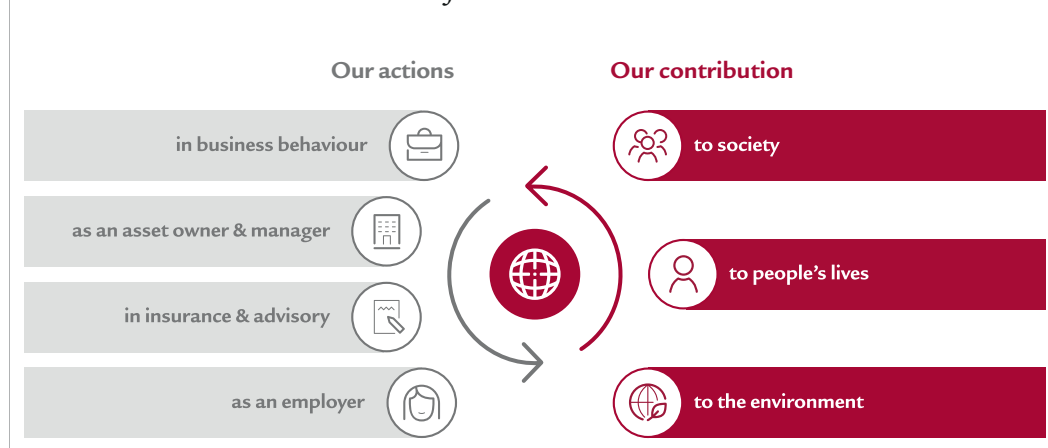 Our actions
in business behaviour
as an asset owner & manager
in insurance & advisory
as an employer
Our contribution
to society
to people's lives
to the environment